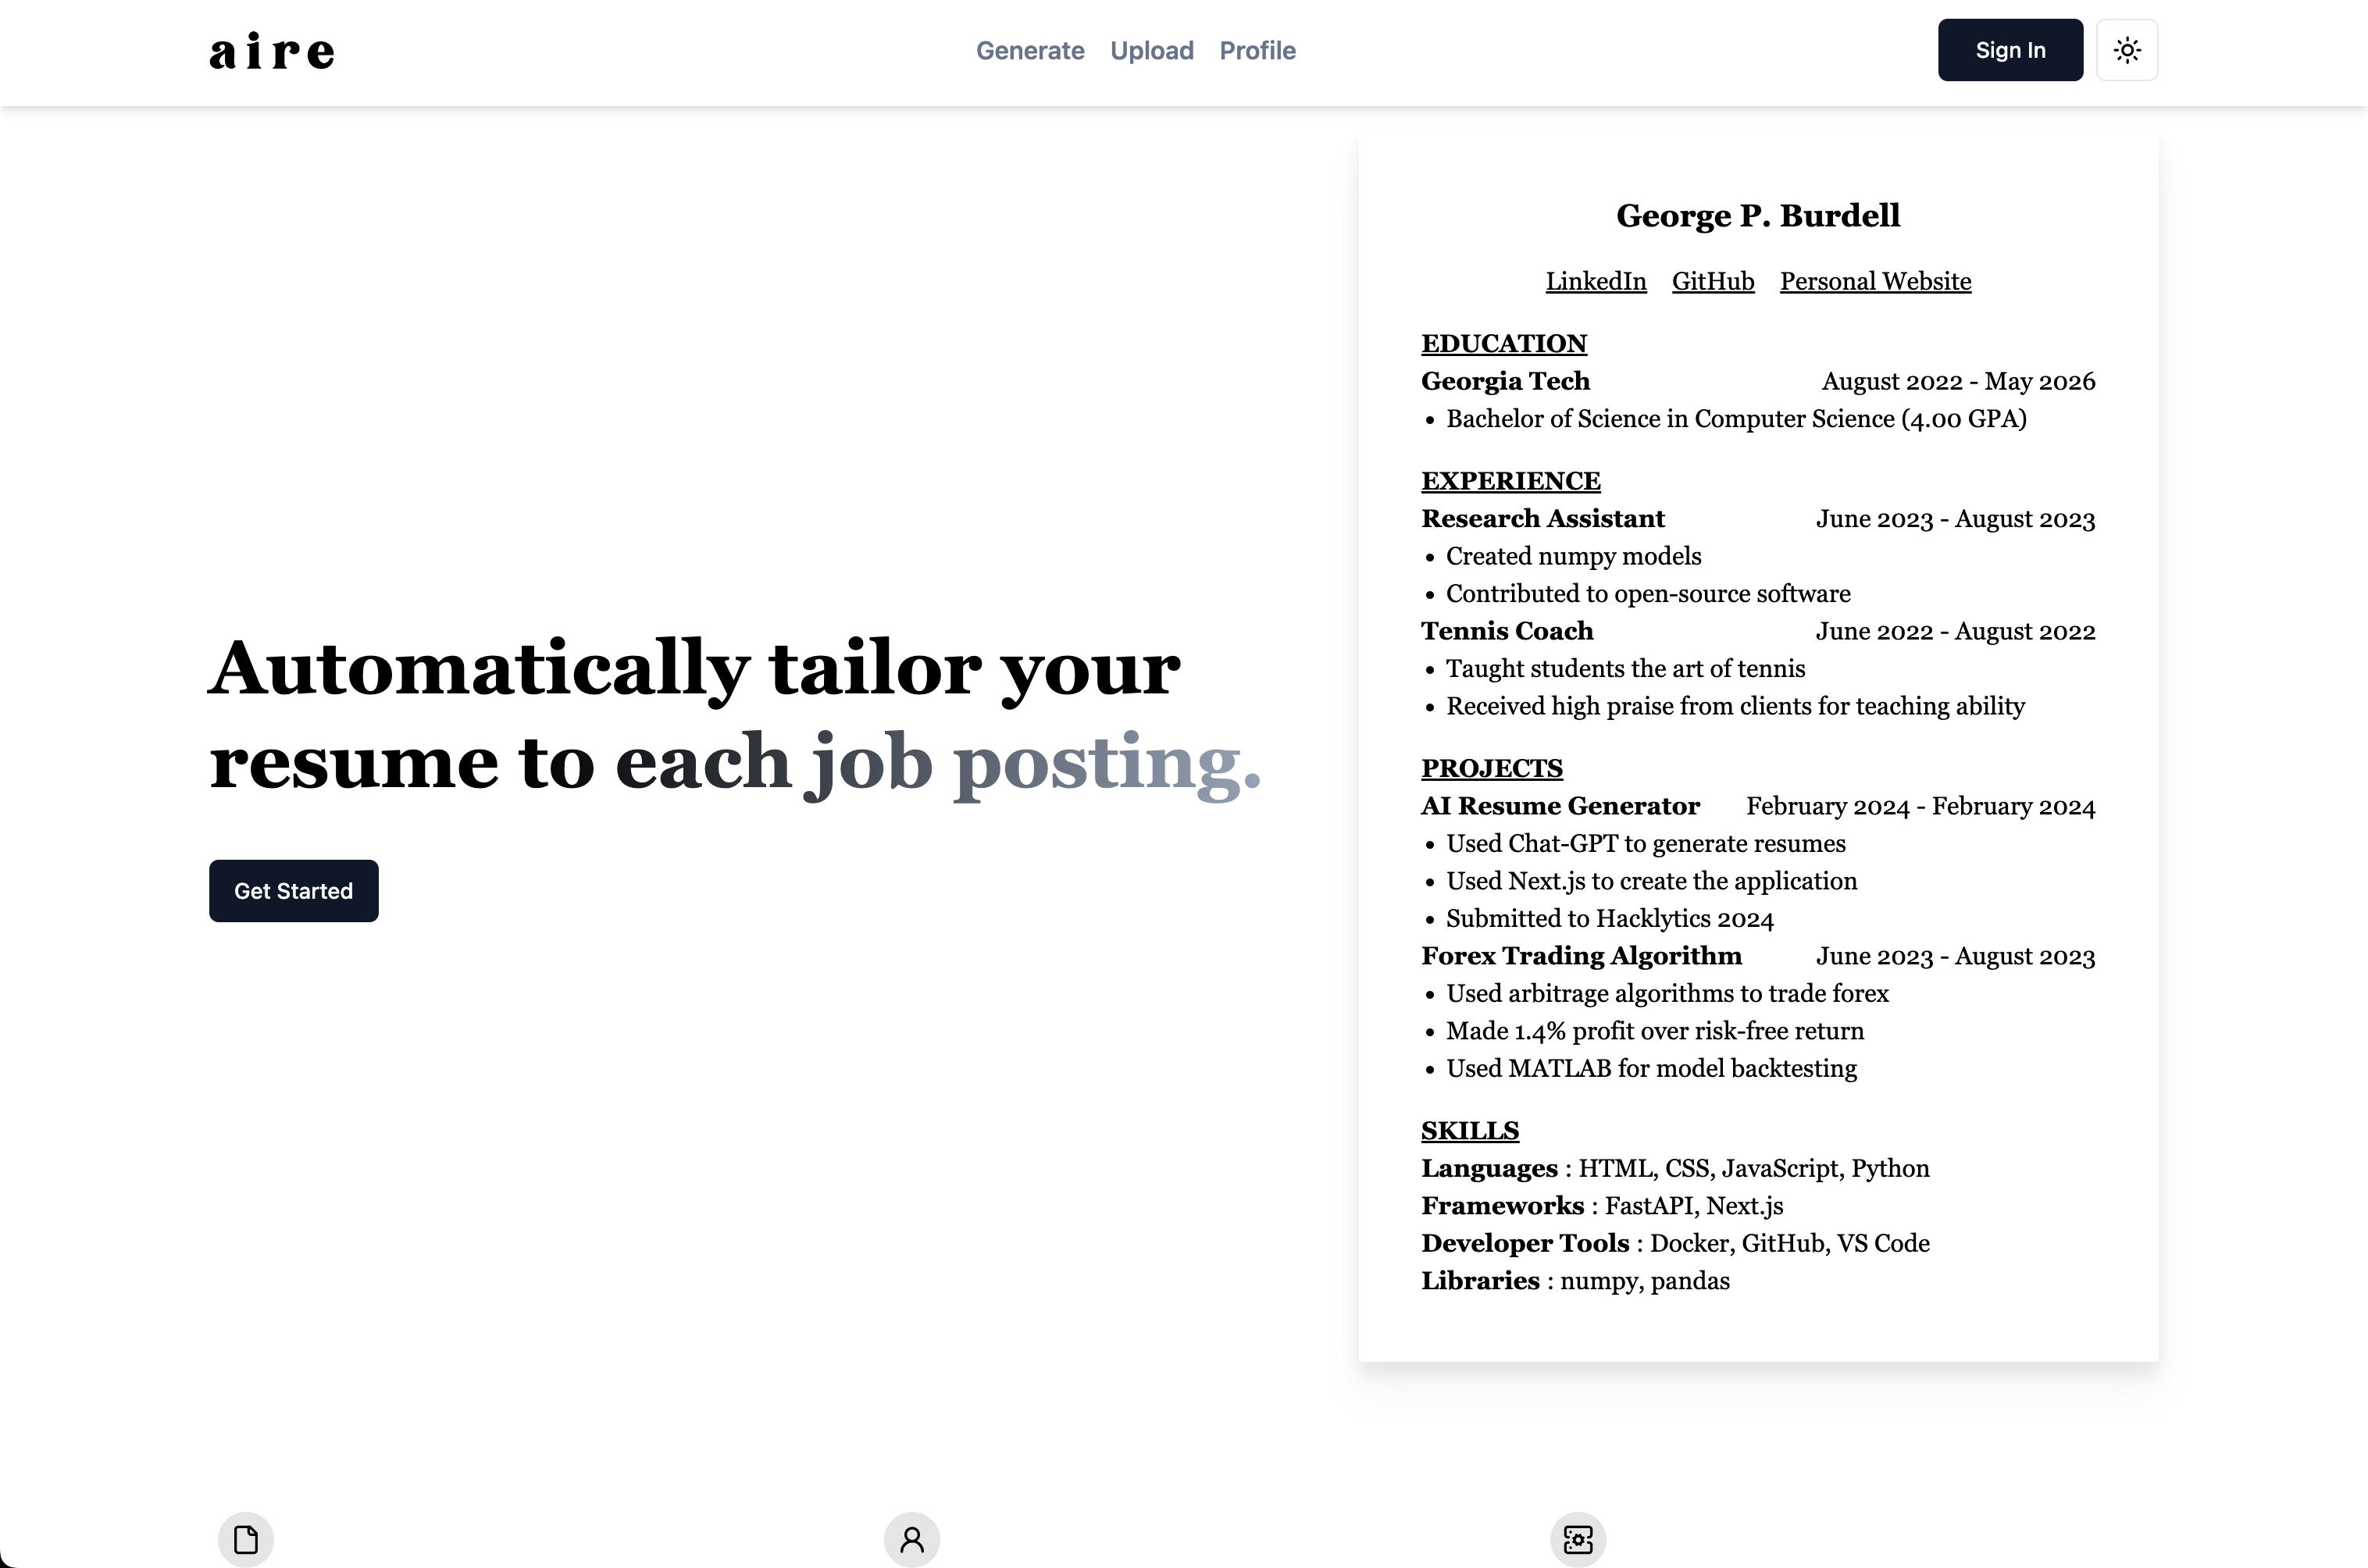 aire
Generate Upload Profile
Sign In
Automatically tailor your
resume to each job posting.
Get Started
George P. Burdell
LinkedIn GitHub Personal Website
EDUCATION
Georgia Tech August 2022 - May 2026
• Bachelor of Science in Computer Science (4.00 GPA)
EXPERIENCE
Research Assistant June 2023 - August 2023
• Created numpy models
• Contributed to open-source software
Tennis Coach June 2022 - August 2022
• Taught students the art of tennis
• Received high praise from clients for teaching ability
PROJECTS
AI Resume Generator February 2024 - February 2024
• Used Chat-GPT to generate resumes
• Used Next.js to create the application
• Submitted to Hacklytics 2024
Forex Trading Algorithm June 2023 - August 2023
• Used arbitrage algorithms to trade forex
• Made 1.4% profit over risk-free return
• Used MATLAB for model backtesting
SKILLS
Languages : HTML, CSS, JavaScript, Python
Frameworks : FastAPI, Next.js
Developer Tools : Docker, GitHub, VS Code
Libraries : numpy, pandas